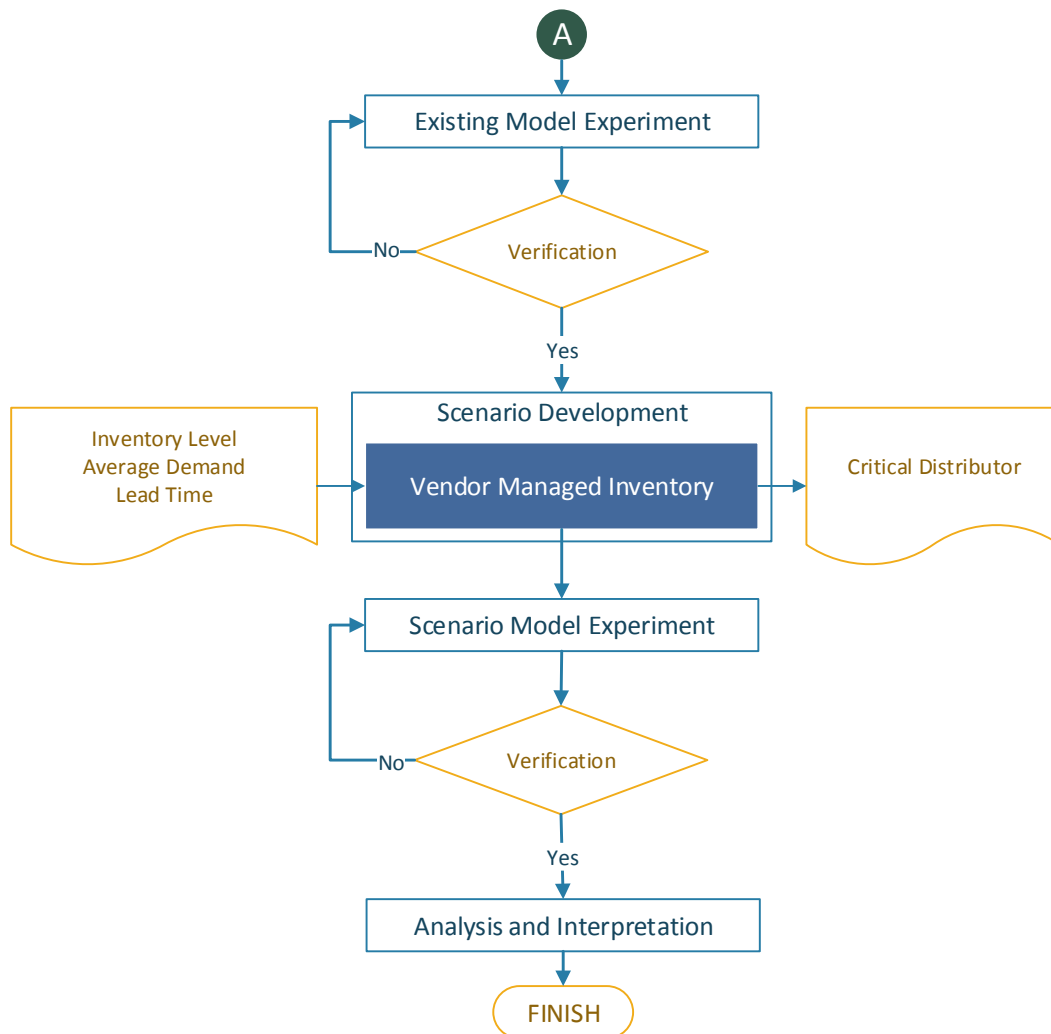 A
Existing Model Experiment
Verification
No
Yes
Scenario Development
Inventory Level
Average Demand
Lead Time
Vendor Managed Inventory
Critical Distributor
Scenario Model Experiment
Verification
No
Yes
Analysis and Interpretation
FINISH